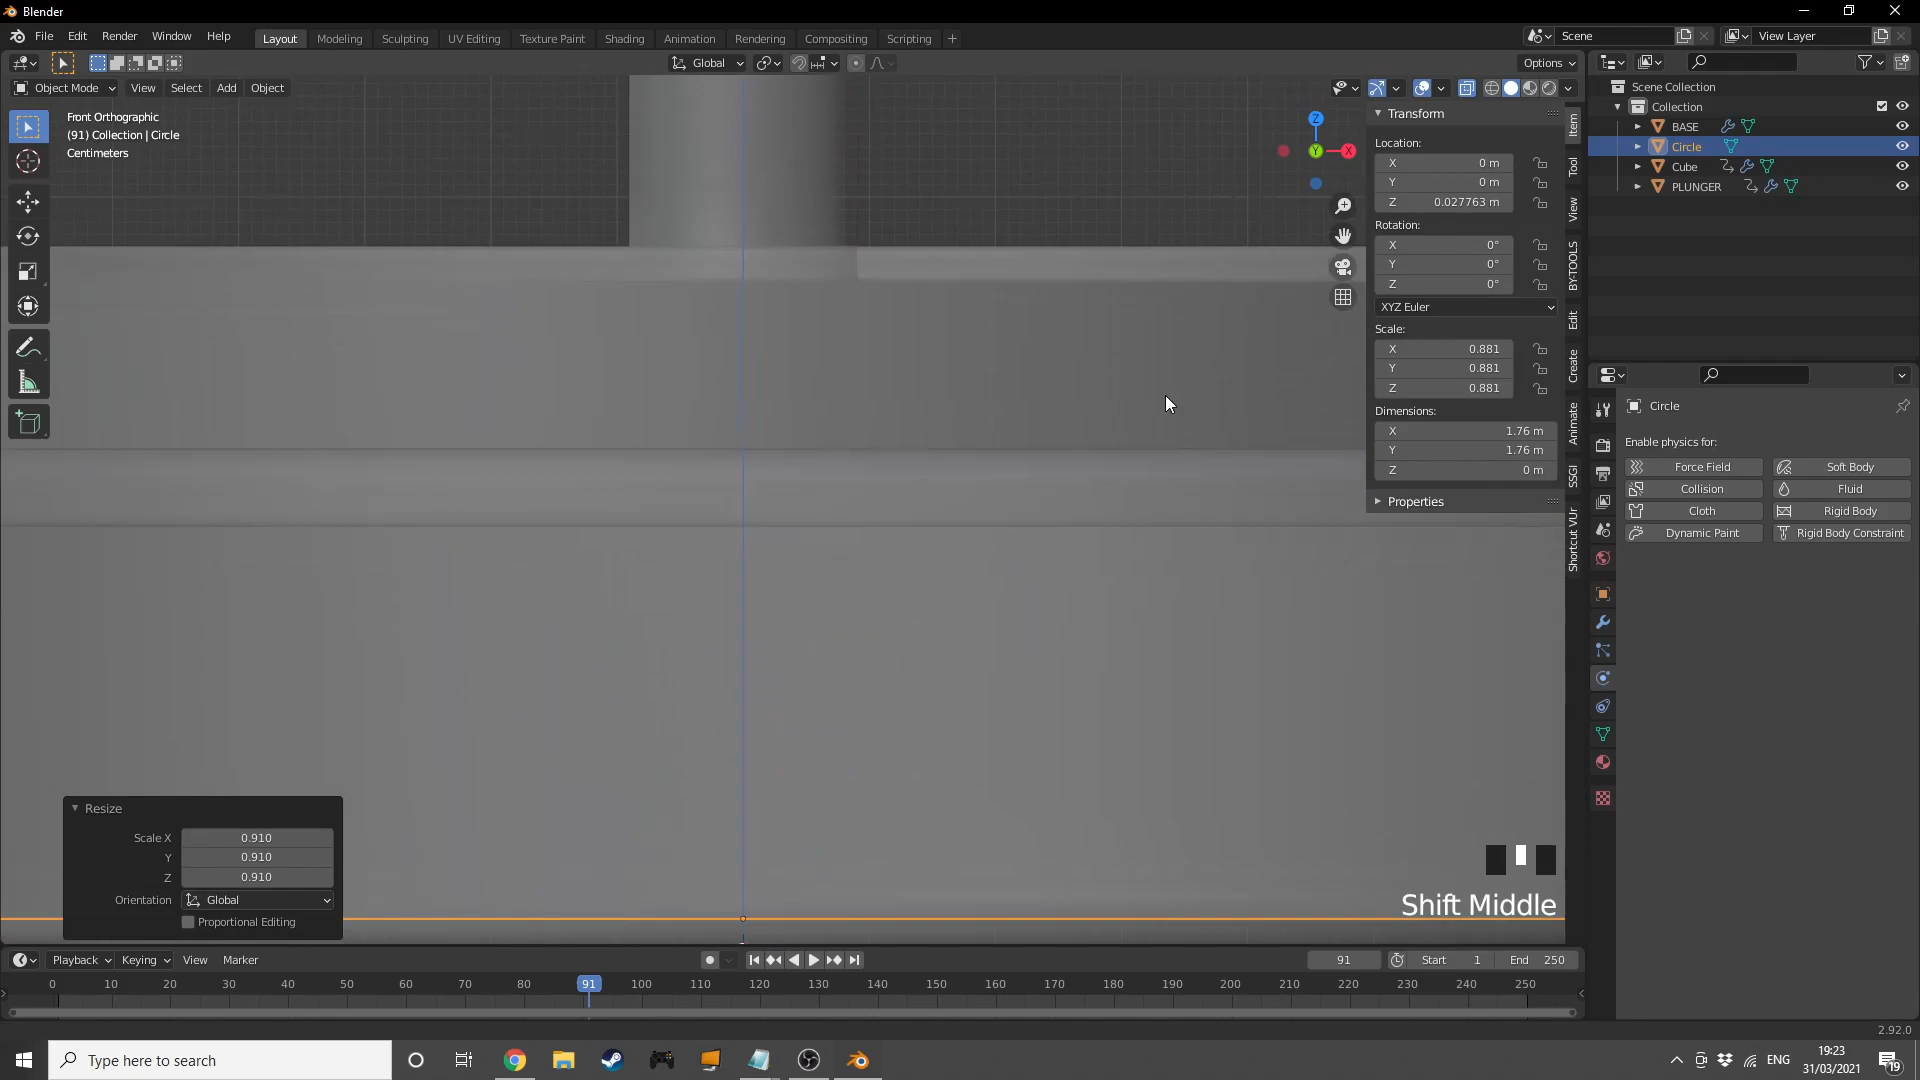 Blender
File Edit Render Window Help
Layout Modeling Sculpting UV Editing Texture Paint Shading Animation Rendering Compositing Scripting
Scene View Layer
Global Options
Object Mode View Select Add Object
Front Orthographic
(91) Collection | Circle
Centimeters
Transform
Location:
X 0 m
Y 0 m
Z 0.027763 m
Rotation:
X 0°
Y 0°
Z 0°
XYZ Euler
Scale:
X 0.881
Y 0.881
Z 0.881
Dimensions:
X 1.76 m
Y 1.76 m
Z 0 m
Properties
Item
Tool
View
BY-TOOLS
Edit
Create
Animate
SSGI
Shortcut VUr
Z
Y
X
Scene Collection
Collection
BASE
Circle
Cube
PLUNGER
Circle
Enable physics for:
Force Field Soft Body
Collision Fluid
Cloth Rigid Body
Dynamic Paint Rigid Body Constraint
Resize
Scale X 0.910
Y 0.910
Z 0.910
Orientation Global
Proportional Editing
Shift Middle
Playback Keying View Marker 91 Start 1 End 250
0 10 20 30 40 50 60 70 80 91 100 110 120 130 140 150 160 170 180 190 200 210 220 230 240 250
2.92.0
Type here to search
ENG
19:23
31/03/2021
19